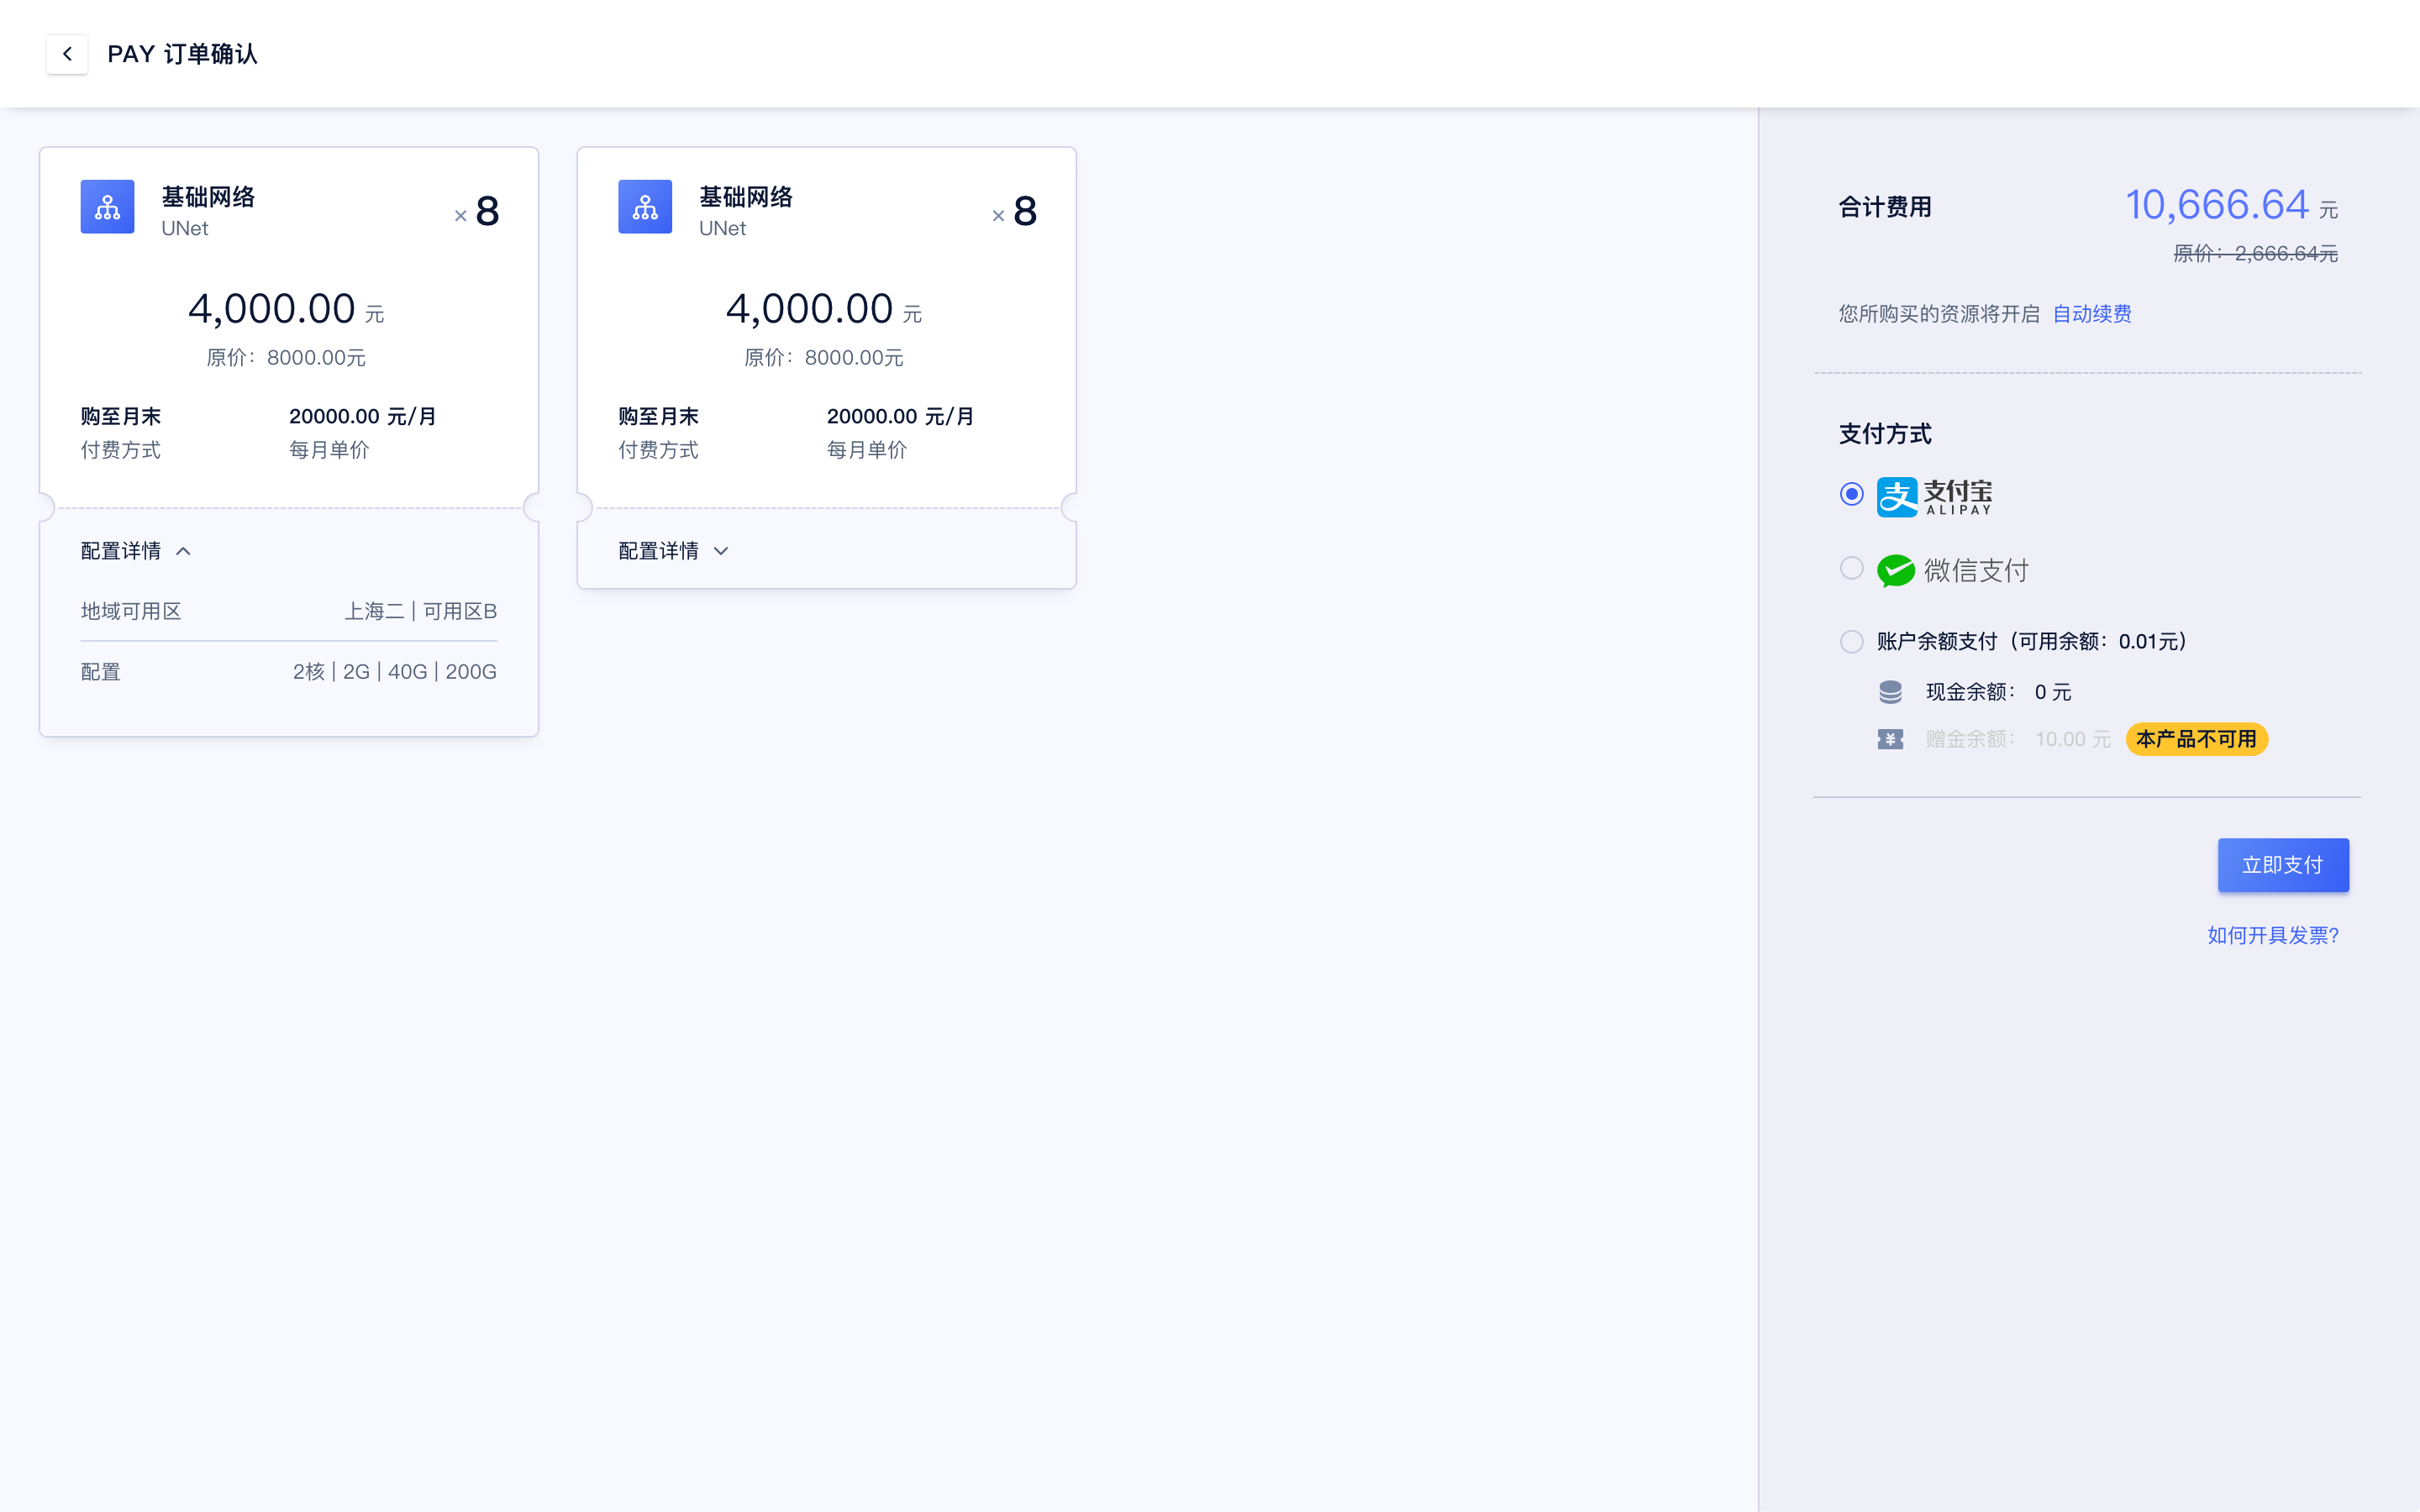 PAY 订单确认
基础网络
UNet
× 8
4,000.00 元
原价：8000.00元
购至月末 20000.00 元/月
付费方式 每月单价
配置详情
地域可用区 上海二 | 可用区B
配置 2核 | 2G | 40G | 200G
基础网络
UNet
× 8
4,000.00 元
原价：8000.00元
购至月末 20000.00 元/月
付费方式 每月单价
配置详情
合计费用 10,666.64 元
原价：2,666.64元
您所购买的资源将开启 自动续费
支付方式
支 支付宝
ALIPAY
微信支付
账户余额支付（可用余额：0.01元）
现金余额： 0 元
¥ 赠金余额： 10.00 元 本产品不可用
立即支付
如何开具发票?